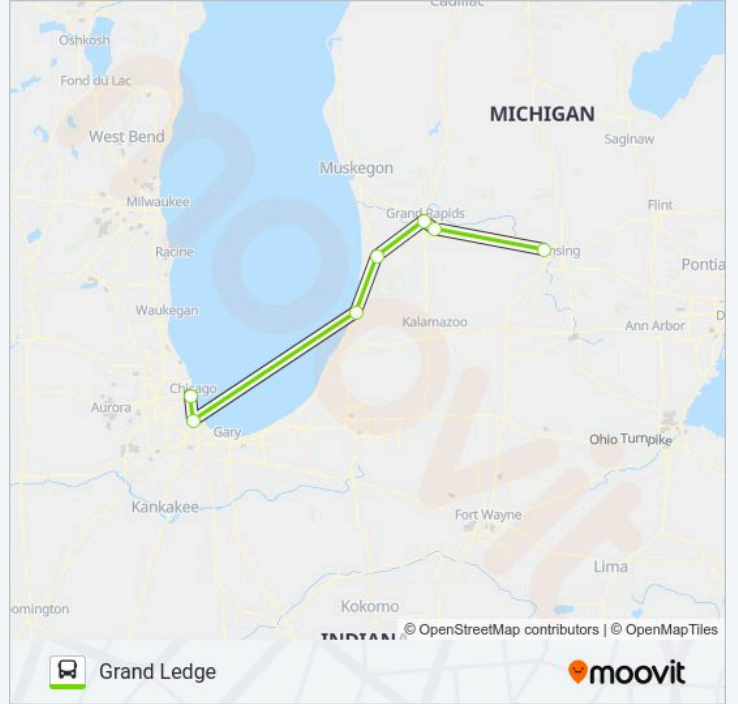 Cadillac
Oshkosh
Fond du Lac
MICHIGAN
West Bend
Saginaw
Muskegon
Milwaukee
Grand Rapids
Flint
Racine
nsing
Pontia
Waukegan
Kalamazoo
Ann Arbor
D
Chicago
Aurora
Gary
Ohio Turnpike
Kankakee
Fort Wayne
Lima
omington
Kokomo
© OpenStreetMap contributors | © OpenMapTiles
INDIANA
Grand Ledge
moovit
moovit